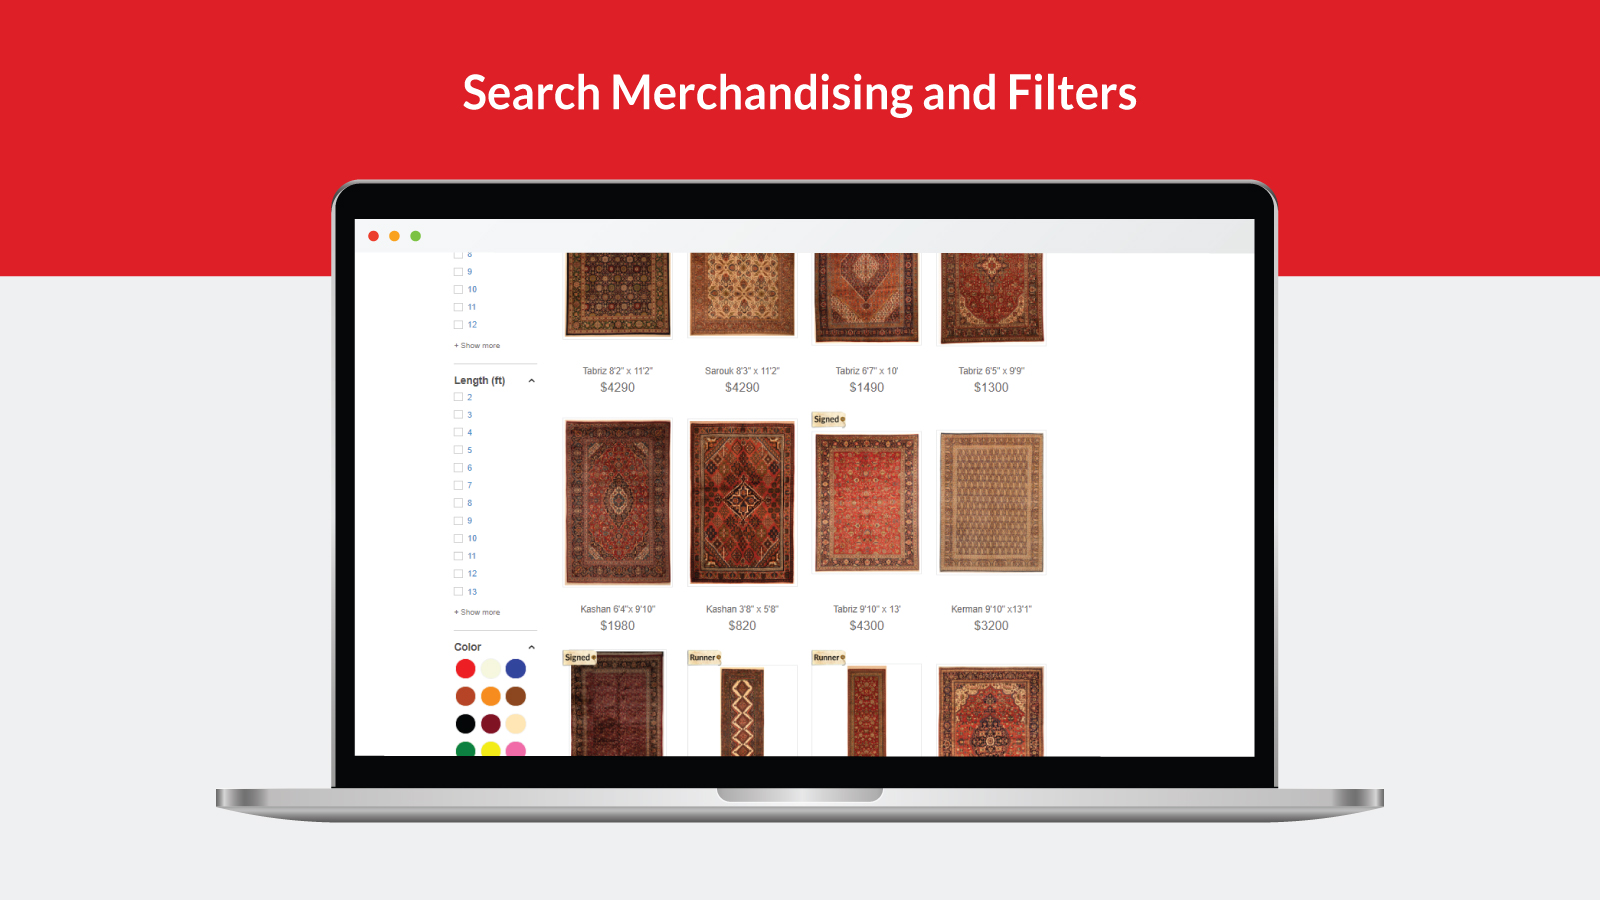 Search Merchandising and Filters
8
9
10
11
12
+ Show more
Length (ft)
2
3
4
5
6
7
8
9
10
11
12
13
+ Show more
Color
Tabriz 8'2" x 11'2"
$4290
Sarouk 8'3" x 11'2"
$4290
Tabriz 6'7" x 10'
$1490
Tabriz 6'5" x 9'9"
$1300
Signed
Kashan 6'4"x 9'10"
$1980
Kashan 3'8" x 5'8"
$820
Tabriz 9'10" x 13'
$4300
Kerman 9'10" x13'1"
$3200
Signed
Runner
Runner